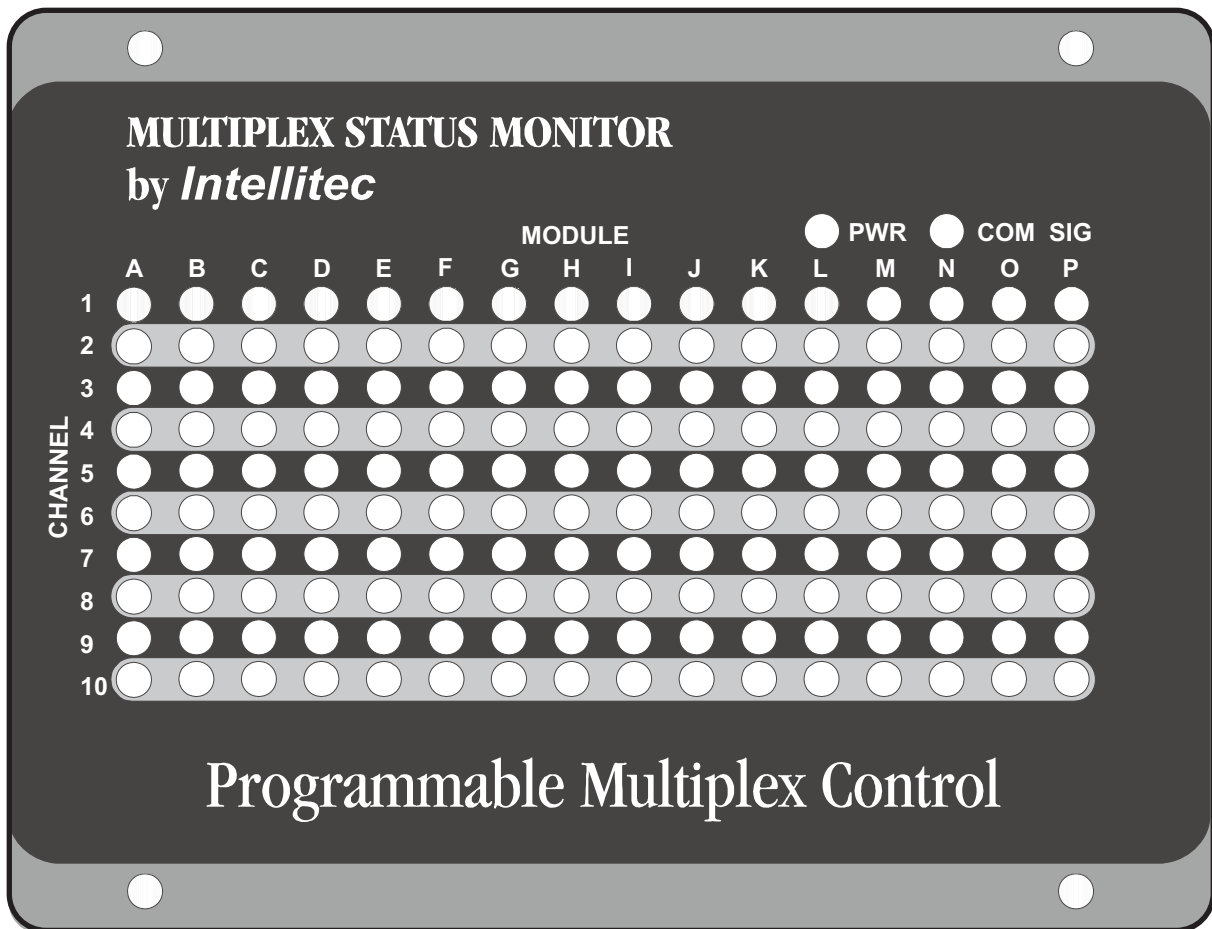 MULTIPLEX STATUS MONITOR
by Intellitec
MODULE PWR COM SIG
A B C D E F G H I J K L M N O P
CHANNEL
1
2
3
4
5
6
7
8
9
10
Programmable Multiplex Control